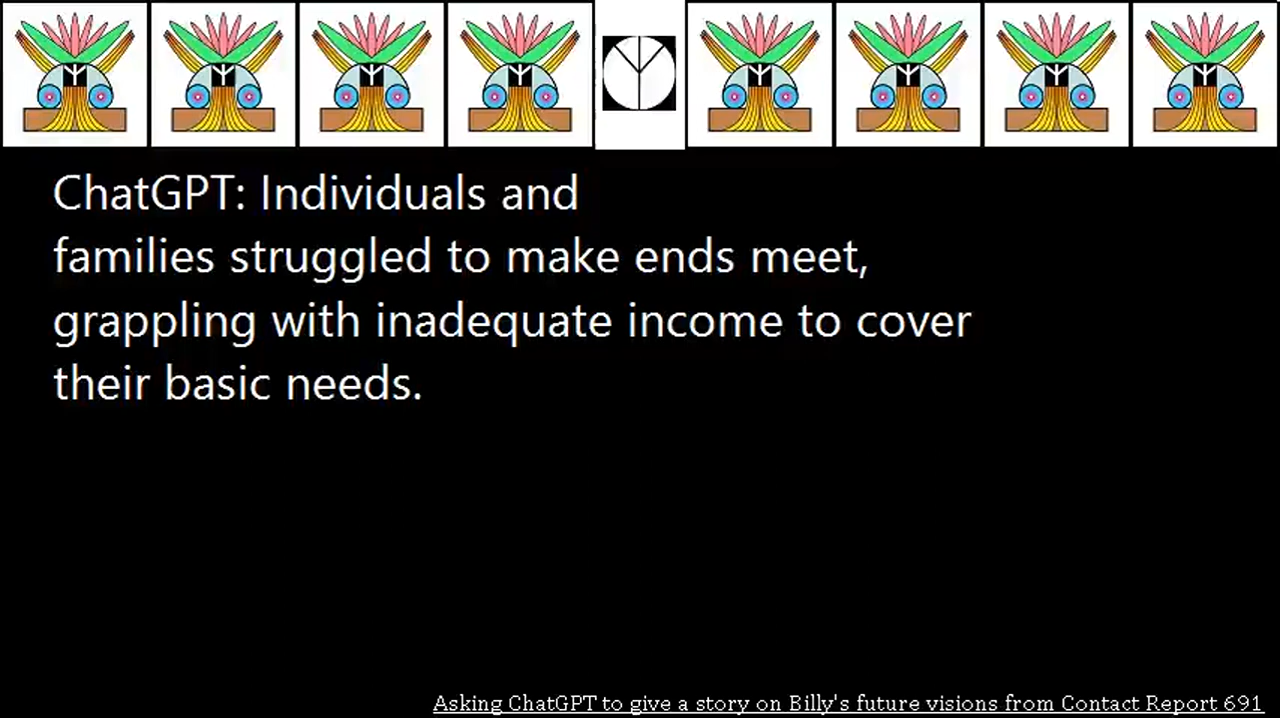 ChatGPT: Individuals and
families struggled to make ends meet,
grappling with inadequate income to cover
their basic needs.
Asking ChatGPT to give a story on Billy's future visions from Contact Report 691